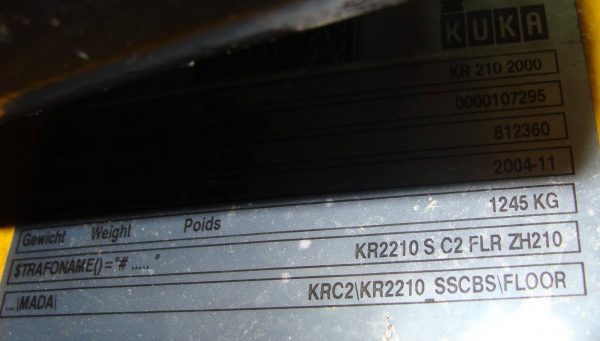 KUKA
KR 210 2000
0000107295
812360
2004-11
Gewicht Weight Poids 1245 KG
$TRAFONAME()="# ..... " KR2210 S C2 FLR ZH210
...\MADA\ KRC2\KR2210_SSCBS\FLOOR